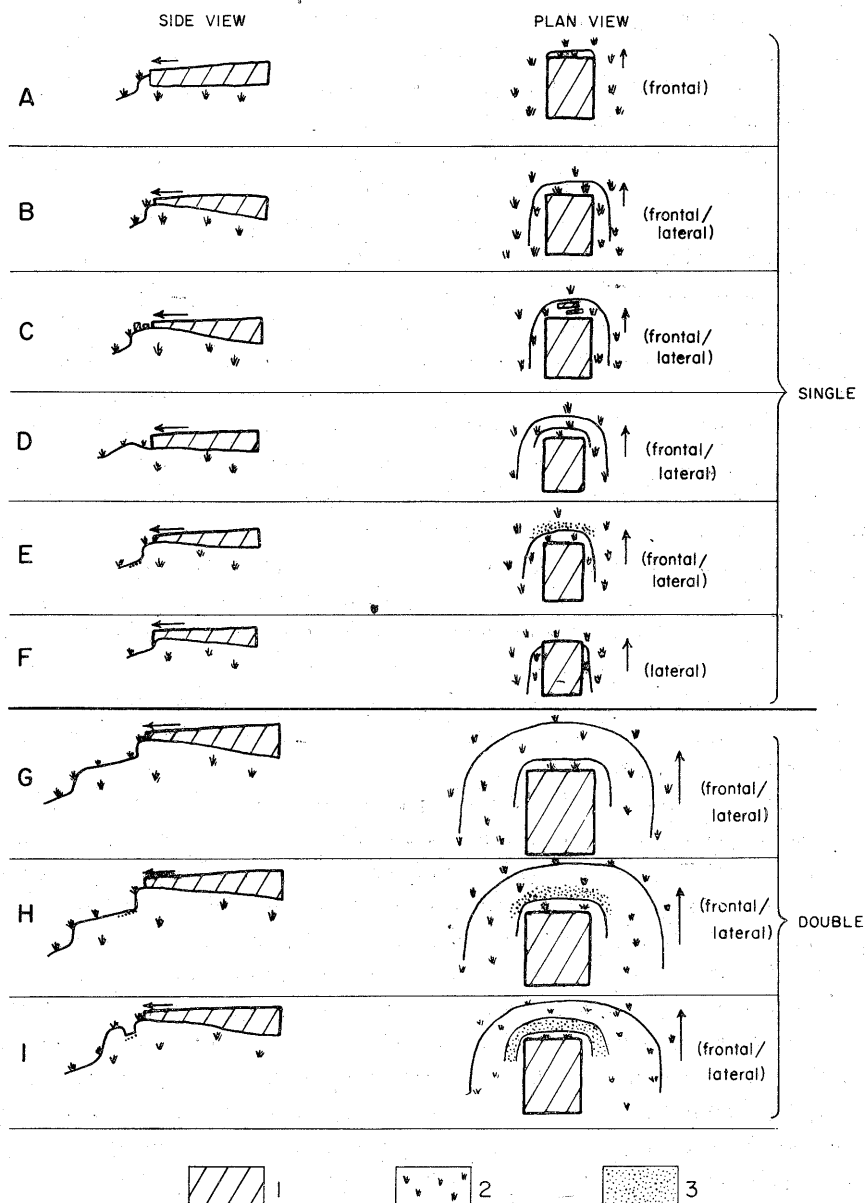 SIDE VIEW
PLAN VIEW
A
(frontal)
B
(frontal/
lateral)
C
(frontal/
lateral)
D
(frontal/
lateral)
E
(frontal/
lateral)
F
(lateral)
SINGLE
G
(frontal/
lateral)
H
(frontal/
lateral)
I
(frontal/
lateral)
DOUBLE
1
2
3